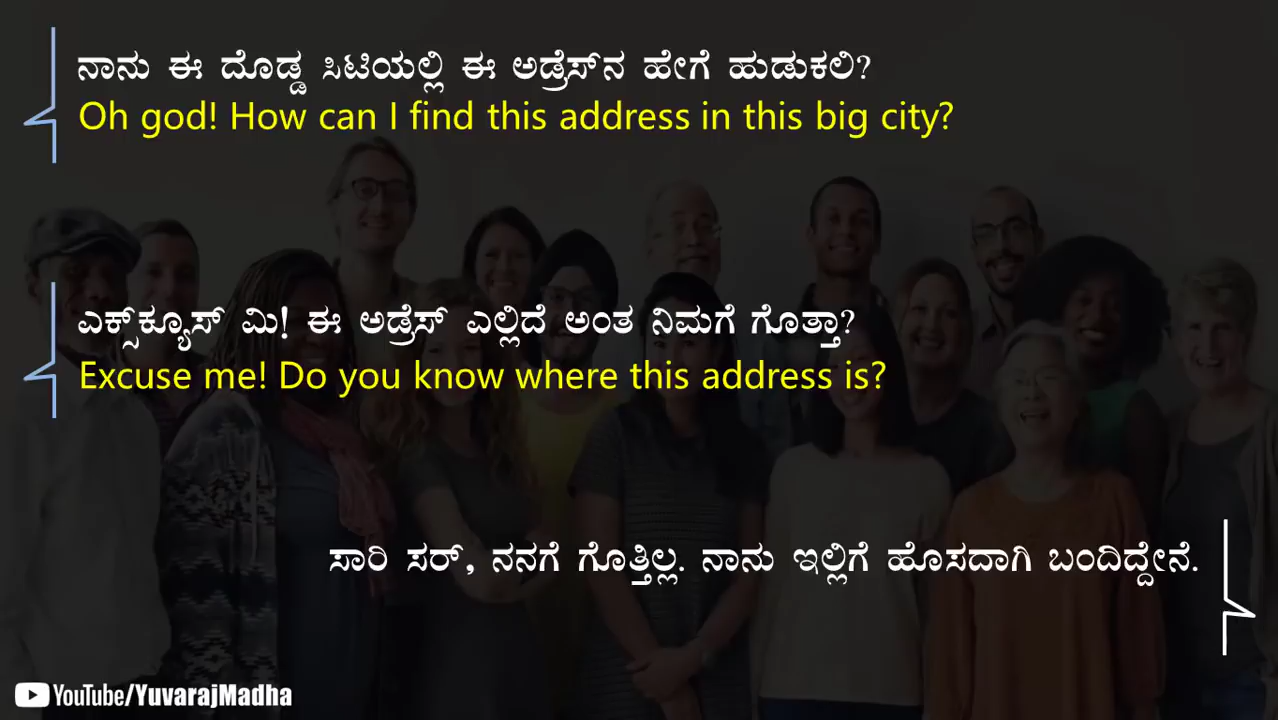 ನಾನು ಈ ದೊಡ್ಡ ಸಿಟಿಯಲ್ಲಿ ಈ ಅಡ್ರೆಸ್‌ನ ಹೇಗೆ ಹುಡುಕಲಿ?
Oh god! How can I find this address in this big city?
ಎಕ್ಸ್‌ಕ್ಯೂಸ್ ಮಿ! ಈ ಅಡ್ರೆಸ್ ಎಲ್ಲಿದೆ ಅಂತ ನಿಮಗೆ ಗೊತ್ತಾ?
Excuse me! Do you know where this address is?
ಸಾರಿ ಸರ್, ನನಗೆ ಗೊತ್ತಿಲ್ಲ. ನಾನು ಇಲ್ಲಿಗೆ ಹೊಸದಾಗಿ ಬಂದಿದ್ದೇನೆ.
YouTube/YuvarajMadha